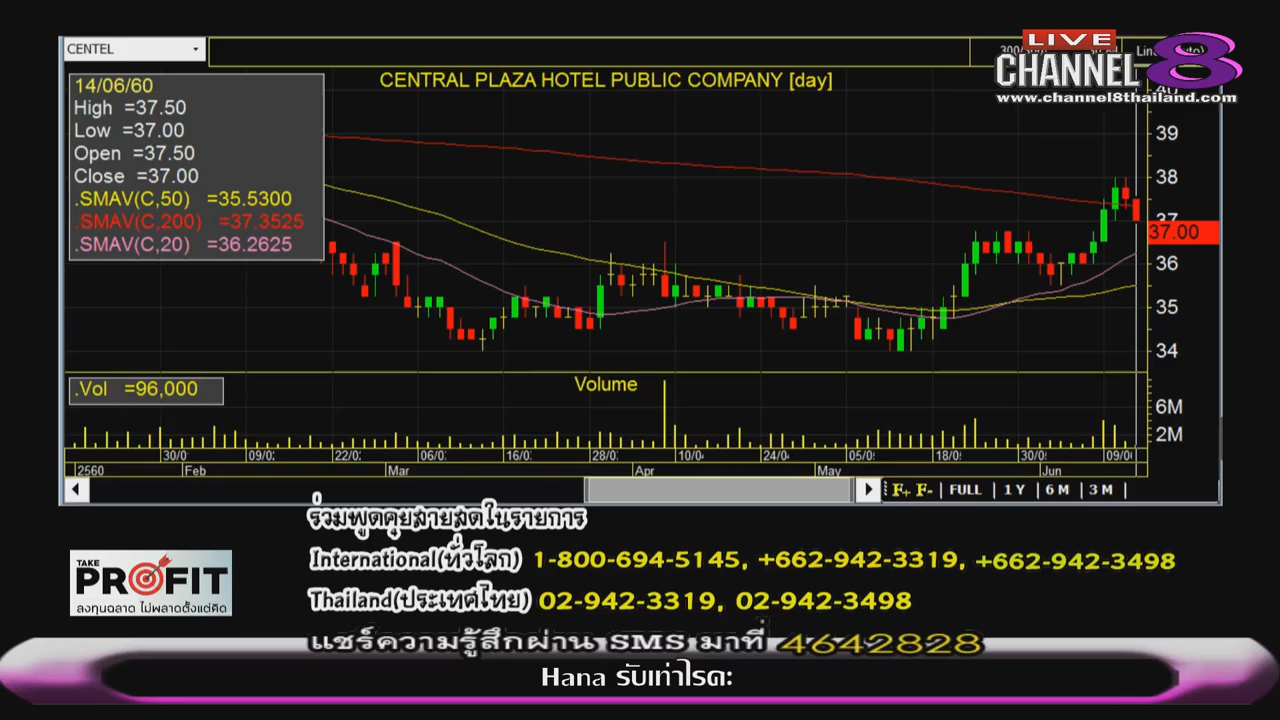 CENTEL
LIVE
CHANNEL 8
www.channel8thailand.com
CENTRAL PLAZA HOTEL PUBLIC COMPANY [day]
14/06/60
High =37.50
Low =37.00
Open =37.50
Close =37.00
.SMAV(C,50) =35.5300
.SMAV(C,200) =37.3525
.SMAV(C,20) =36.2625
39
38
37
37.00
36
35
34
.Vol =96,000
Volume
6M
2M
30/0 09/0 22/0 06/0 16/0 28/0 10/0 24/0 05/0 18/0 30/0 09/0
2560 Feb Mar Apr May Jun
F+ F- | FULL | 1 Y | 6 M | 3 M |
ร่วมพูดคุยสายสดในรายการ
International(ทั่วโลก) 1-800-694-5145, +662-942-3319, +662-942-3498
TAKE PROFIT
ลงทุนฉลาด ไม่พลาดตั้งแต่คิด
Thailand(ประเทศไทย) 02-942-3319, 02-942-3498
แชร์ความรู้สึกผ่าน SMS มาที่ 4642828
Hana รับเท่าไรคะ